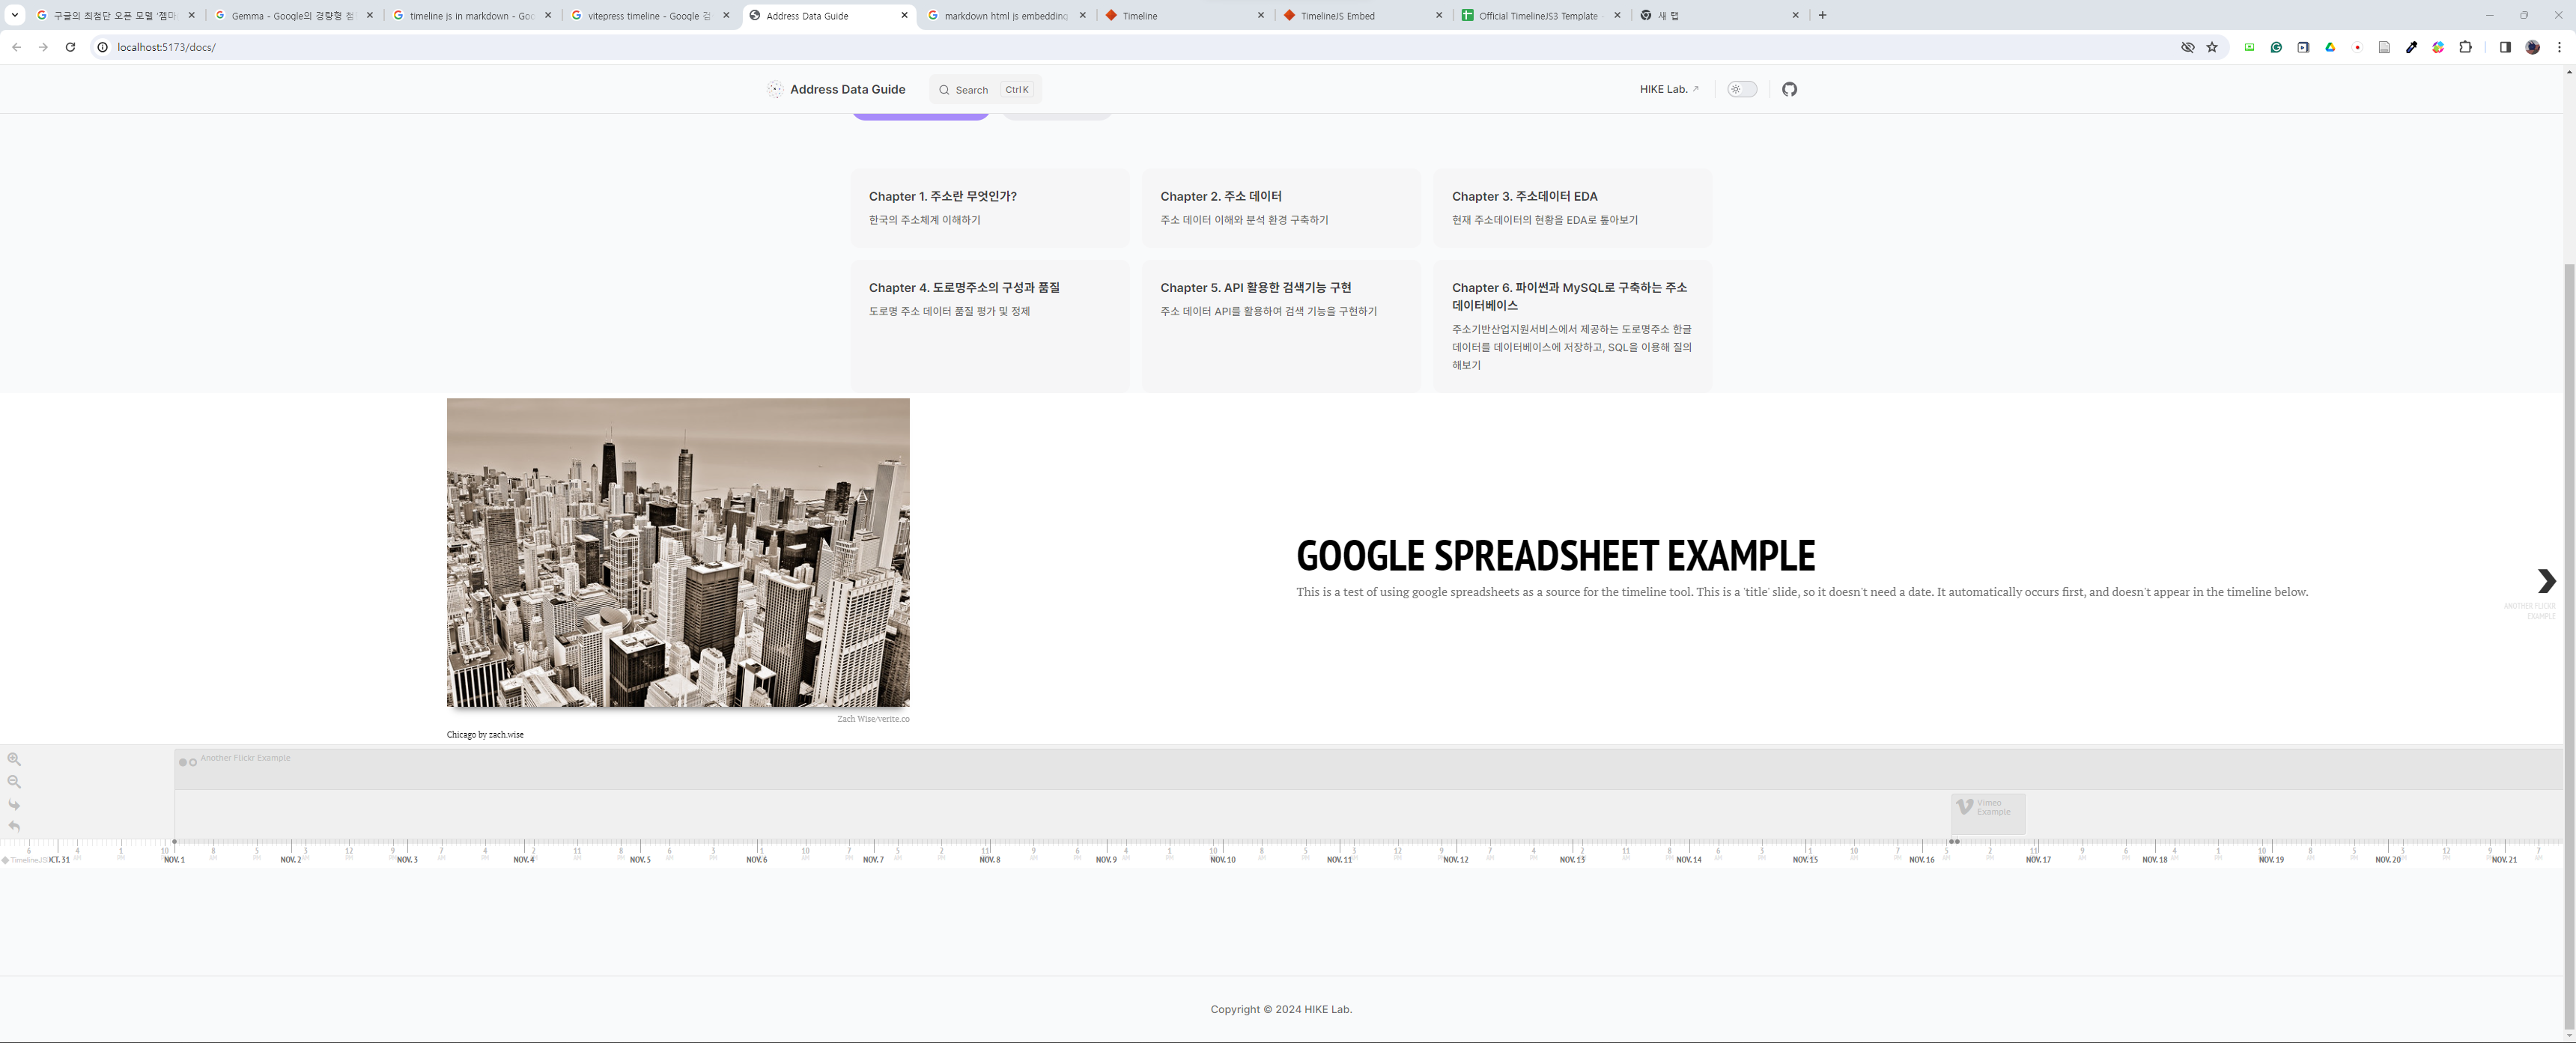 구글의 최첨단 오픈 모델 '젬마
Gemma - Google의 경량형 첨
timeline js in markdown - Goo
vitepress timeline - Google 검
Address Data Guide
markdown html js embedding
Timeline
TimelineJS Embed
Official TimelineJS3 Template -
새 탭
localhost:5173/docs/
Address Data Guide
Search
Ctrl K
HIKE Lab.
Chapter 1. 주소란 무엇인가?
한국의 주소체계 이해하기
Chapter 2. 주소 데이터
주소 데이터 이해와 분석 환경 구축하기
Chapter 3. 주소데이터 EDA
현재 주소데이터의 현황을 EDA로 톺아보기
Chapter 4. 도로명주소의 구성과 품질
도로명 주소 데이터 품질 평가 및 정제
Chapter 5. API 활용한 검색기능 구현
주소 데이터 API를 활용하여 검색 기능을 구현하기
Chapter 6. 파이썬과 MySQL로 구축하는 주소
데이터베이스
주소기반산업지원서비스에서 제공하는 도로명주소 한글
데이터를 데이터베이스에 저장하고, SQL을 이용해 질의
해보기
GOOGLE SPREADSHEET EXAMPLE
This is a test of using google spreadsheets as a source for the timeline tool. This is a 'title' slide, so it doesn't need a date. It automatically occurs first, and doesn't appear in the timeline below.
ANOTHER FLICKR
EXAMPLE
Zach Wise/verite.co
Chicago by zach.wise
Another Flickr Example
Vimeo
Example
TimelineJS
OCT. 31
NOV. 1
NOV. 2
NOV. 3
NOV. 4
NOV. 5
NOV. 6
NOV. 7
NOV. 8
NOV. 9
NOV. 10
NOV. 11
NOV. 12
NOV. 13
NOV. 14
NOV. 15
NOV. 16
NOV. 17
NOV. 18
NOV. 19
NOV. 20
NOV. 21
Copyright © 2024 HIKE Lab.